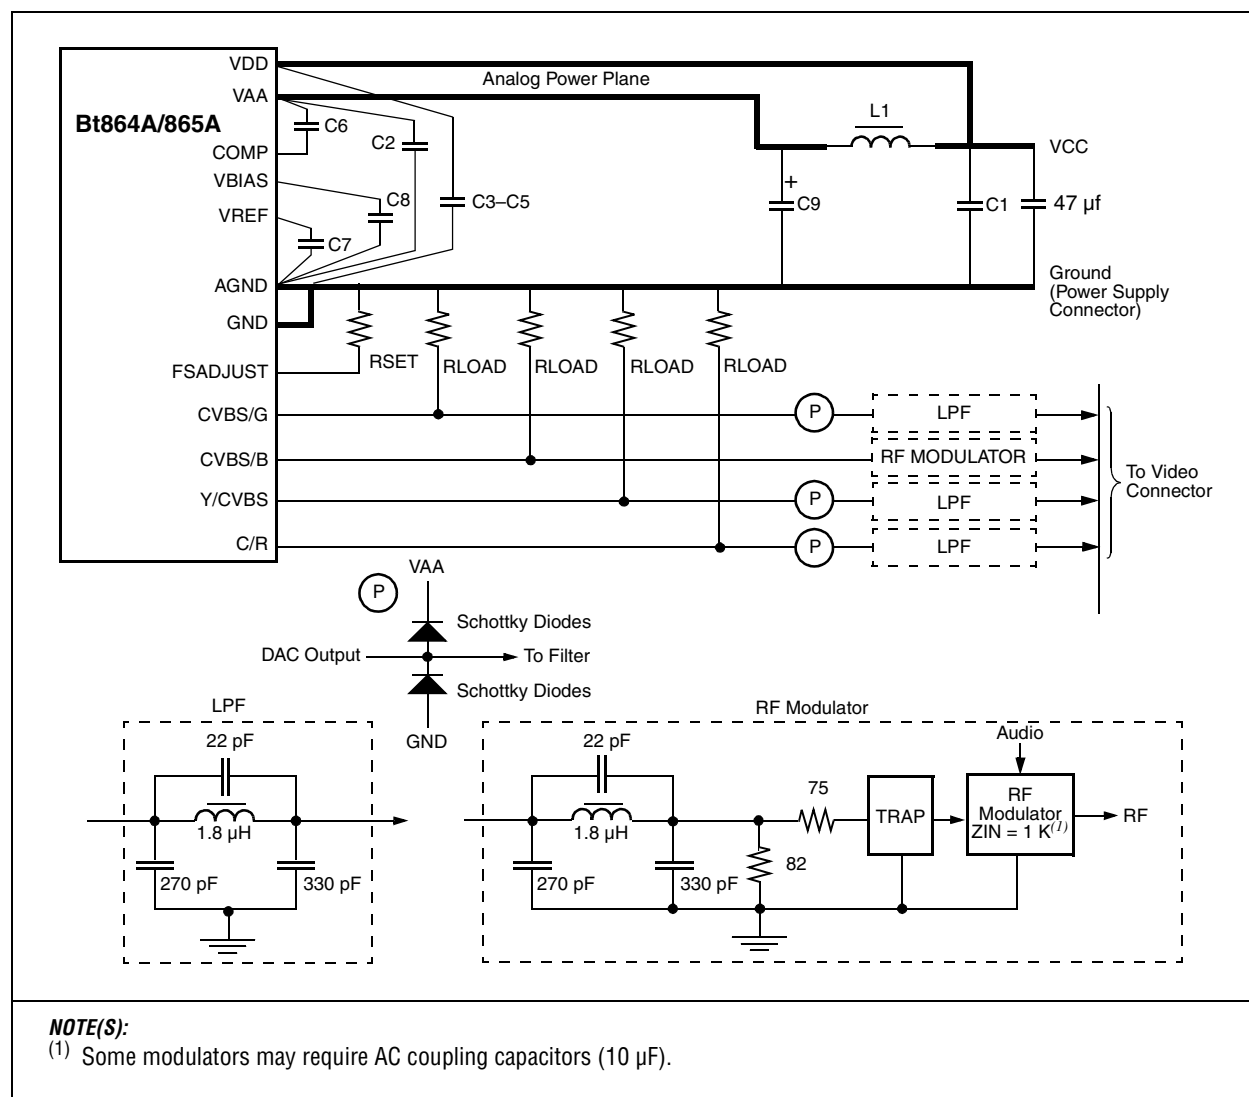 VDD
Analog Power Plane
VAA
L1
Bt864A/865A
C6
C2
COMP
VCC
VBIAS
+
C8
C3–C5
C9
C1
47 µf
VREF
C7
AGND
Ground
(Power Supply
Connector)
GND
FSADJUST
RSET
RLOAD
RLOAD
RLOAD
RLOAD
CVBS/G
P
LPF
CVBS/B
RF MODULATOR
To Video
Connector
Y/CVBS
P
LPF
C/R
P
LPF
P
VAA
Schottky Diodes
DAC Output
To Filter
Schottky Diodes
GND
LPF
22 pF
1.8 µH
270 pF
330 pF
RF Modulator
22 pF
1.8 µH
270 pF
330 pF
75
82
TRAP
Audio
RF
Modulator
ZIN = 1 K(1)
RF
NOTE(S):
(1) Some modulators may require AC coupling capacitors (10 µF).